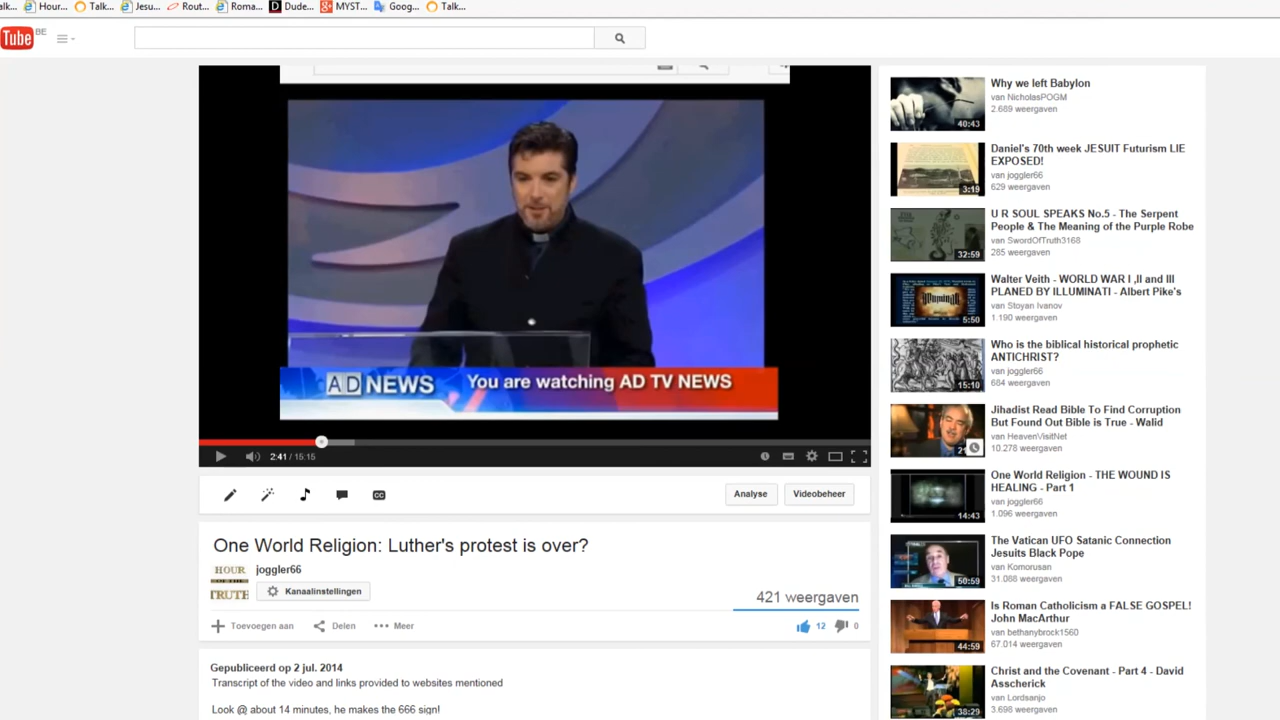 alk...
Hour...
Talk...
Jesu...
Rout...
Roma...
Dude...
MYST...
Goog...
Talk...
Tube BE
AD NEWS You are watching AD TV NEWS
2:41 / 15:15
CC
Analyse
Videobeheer
One World Religion: Luther's protest is over?
HOUR
TRUTH
joggler66
Kanaalinstellingen
421 weergaven
Toevoegen aan
Delen
Meer
12
0
Gepubliceerd op 2 jul. 2014
Transcript of the video and links provided to websites mentioned
Look @ about 14 minutes, he makes the 666 sign!
40:43
Why we left Babylon
van NicholasPOGM
2.689 weergaven
3:19
Daniel's 70th week JESUIT Futurism LIE
EXPOSED!
van joggler66
629 weergaven
32:59
U R SOUL SPEAKS No.5 - The Serpent
People & The Meaning of the Purple Robe
van SwordOfTruth3168
285 weergaven
5:50
Walter Veith - WORLD WAR I ,II and III
PLANED BY ILLUMINATI - Albert Pike's
van Stoyan Ivanov
1.190 weergaven
15:10
Who is the biblical historical prophetic
ANTICHRIST?
van joggler66
684 weergaven
Jihadist Read Bible To Find Corruption
But Found Out Bible is True - Walid
van HeavenVisitNet
10.278 weergaven
14:43
One World Religion - THE WOUND IS
HEALING - Part 1
van joggler66
1.096 weergaven
50:59
The Vatican UFO Satanic Connection
Jesuits Black Pope
van Komorusan
31.088 weergaven
44:59
Is Roman Catholicism a FALSE GOSPEL!
John MacArthur
van bethanybrock1560
67.014 weergaven
38:29
Christ and the Covenant - Part 4 - David
Asscherick
van Lordsanjo
3.698 weergaven